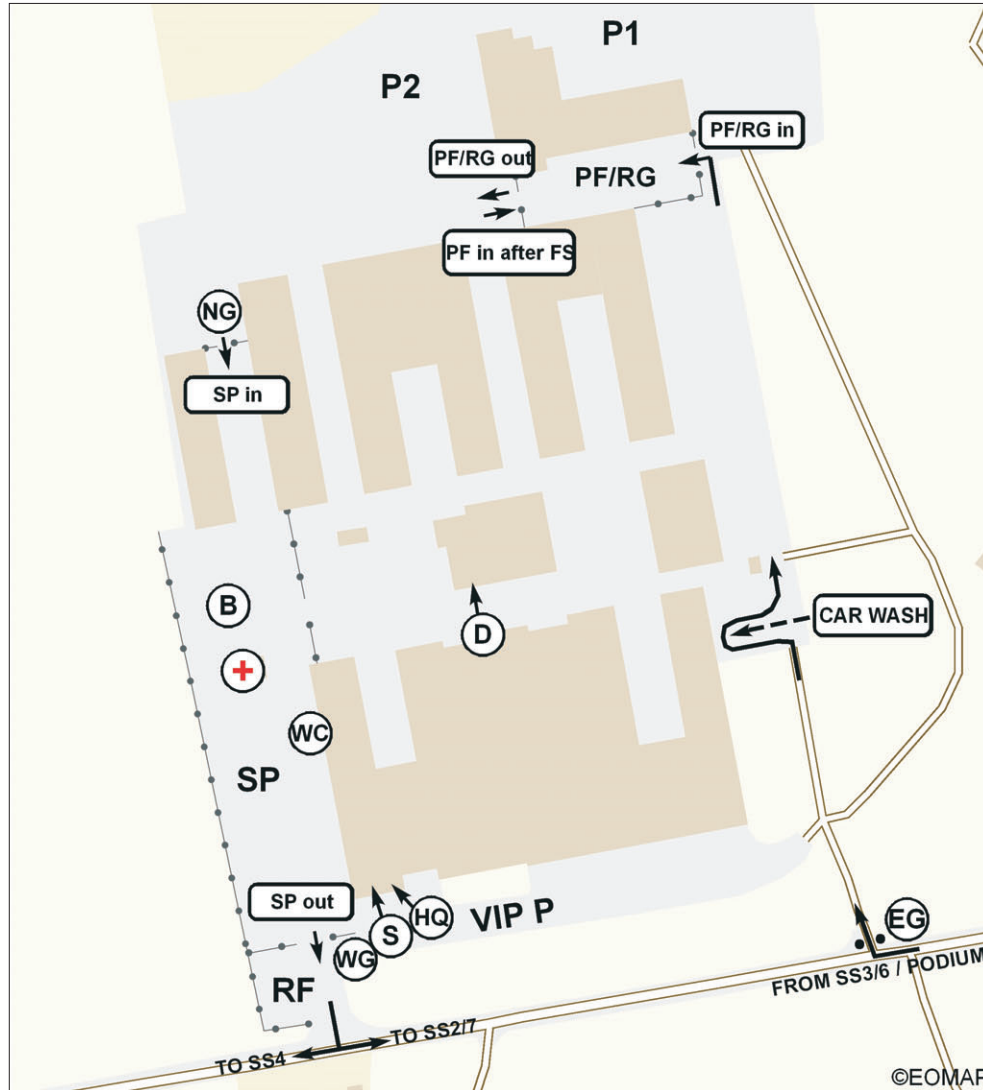 P1
P2
PF/RG in
PF/RG out
PF/RG
PF in after FS
NG
SP in
B
CAR WASH
D
WC
SP
SP out
HQ
VIP P
S
EG
WG
RF
FROM SS3/6 / PODIUM
TO SS2/7
TO SS4
©EOMAP